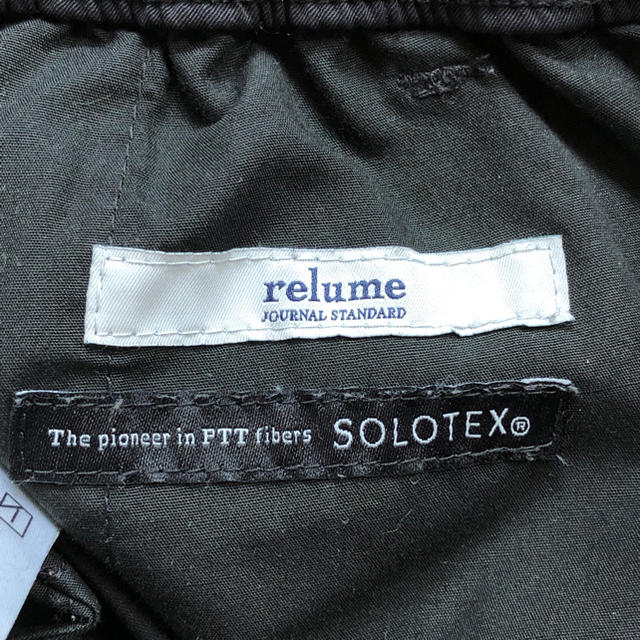 relume
JOURNAL STANDARD
The pioneer in PTT fibers SOLOTEX®